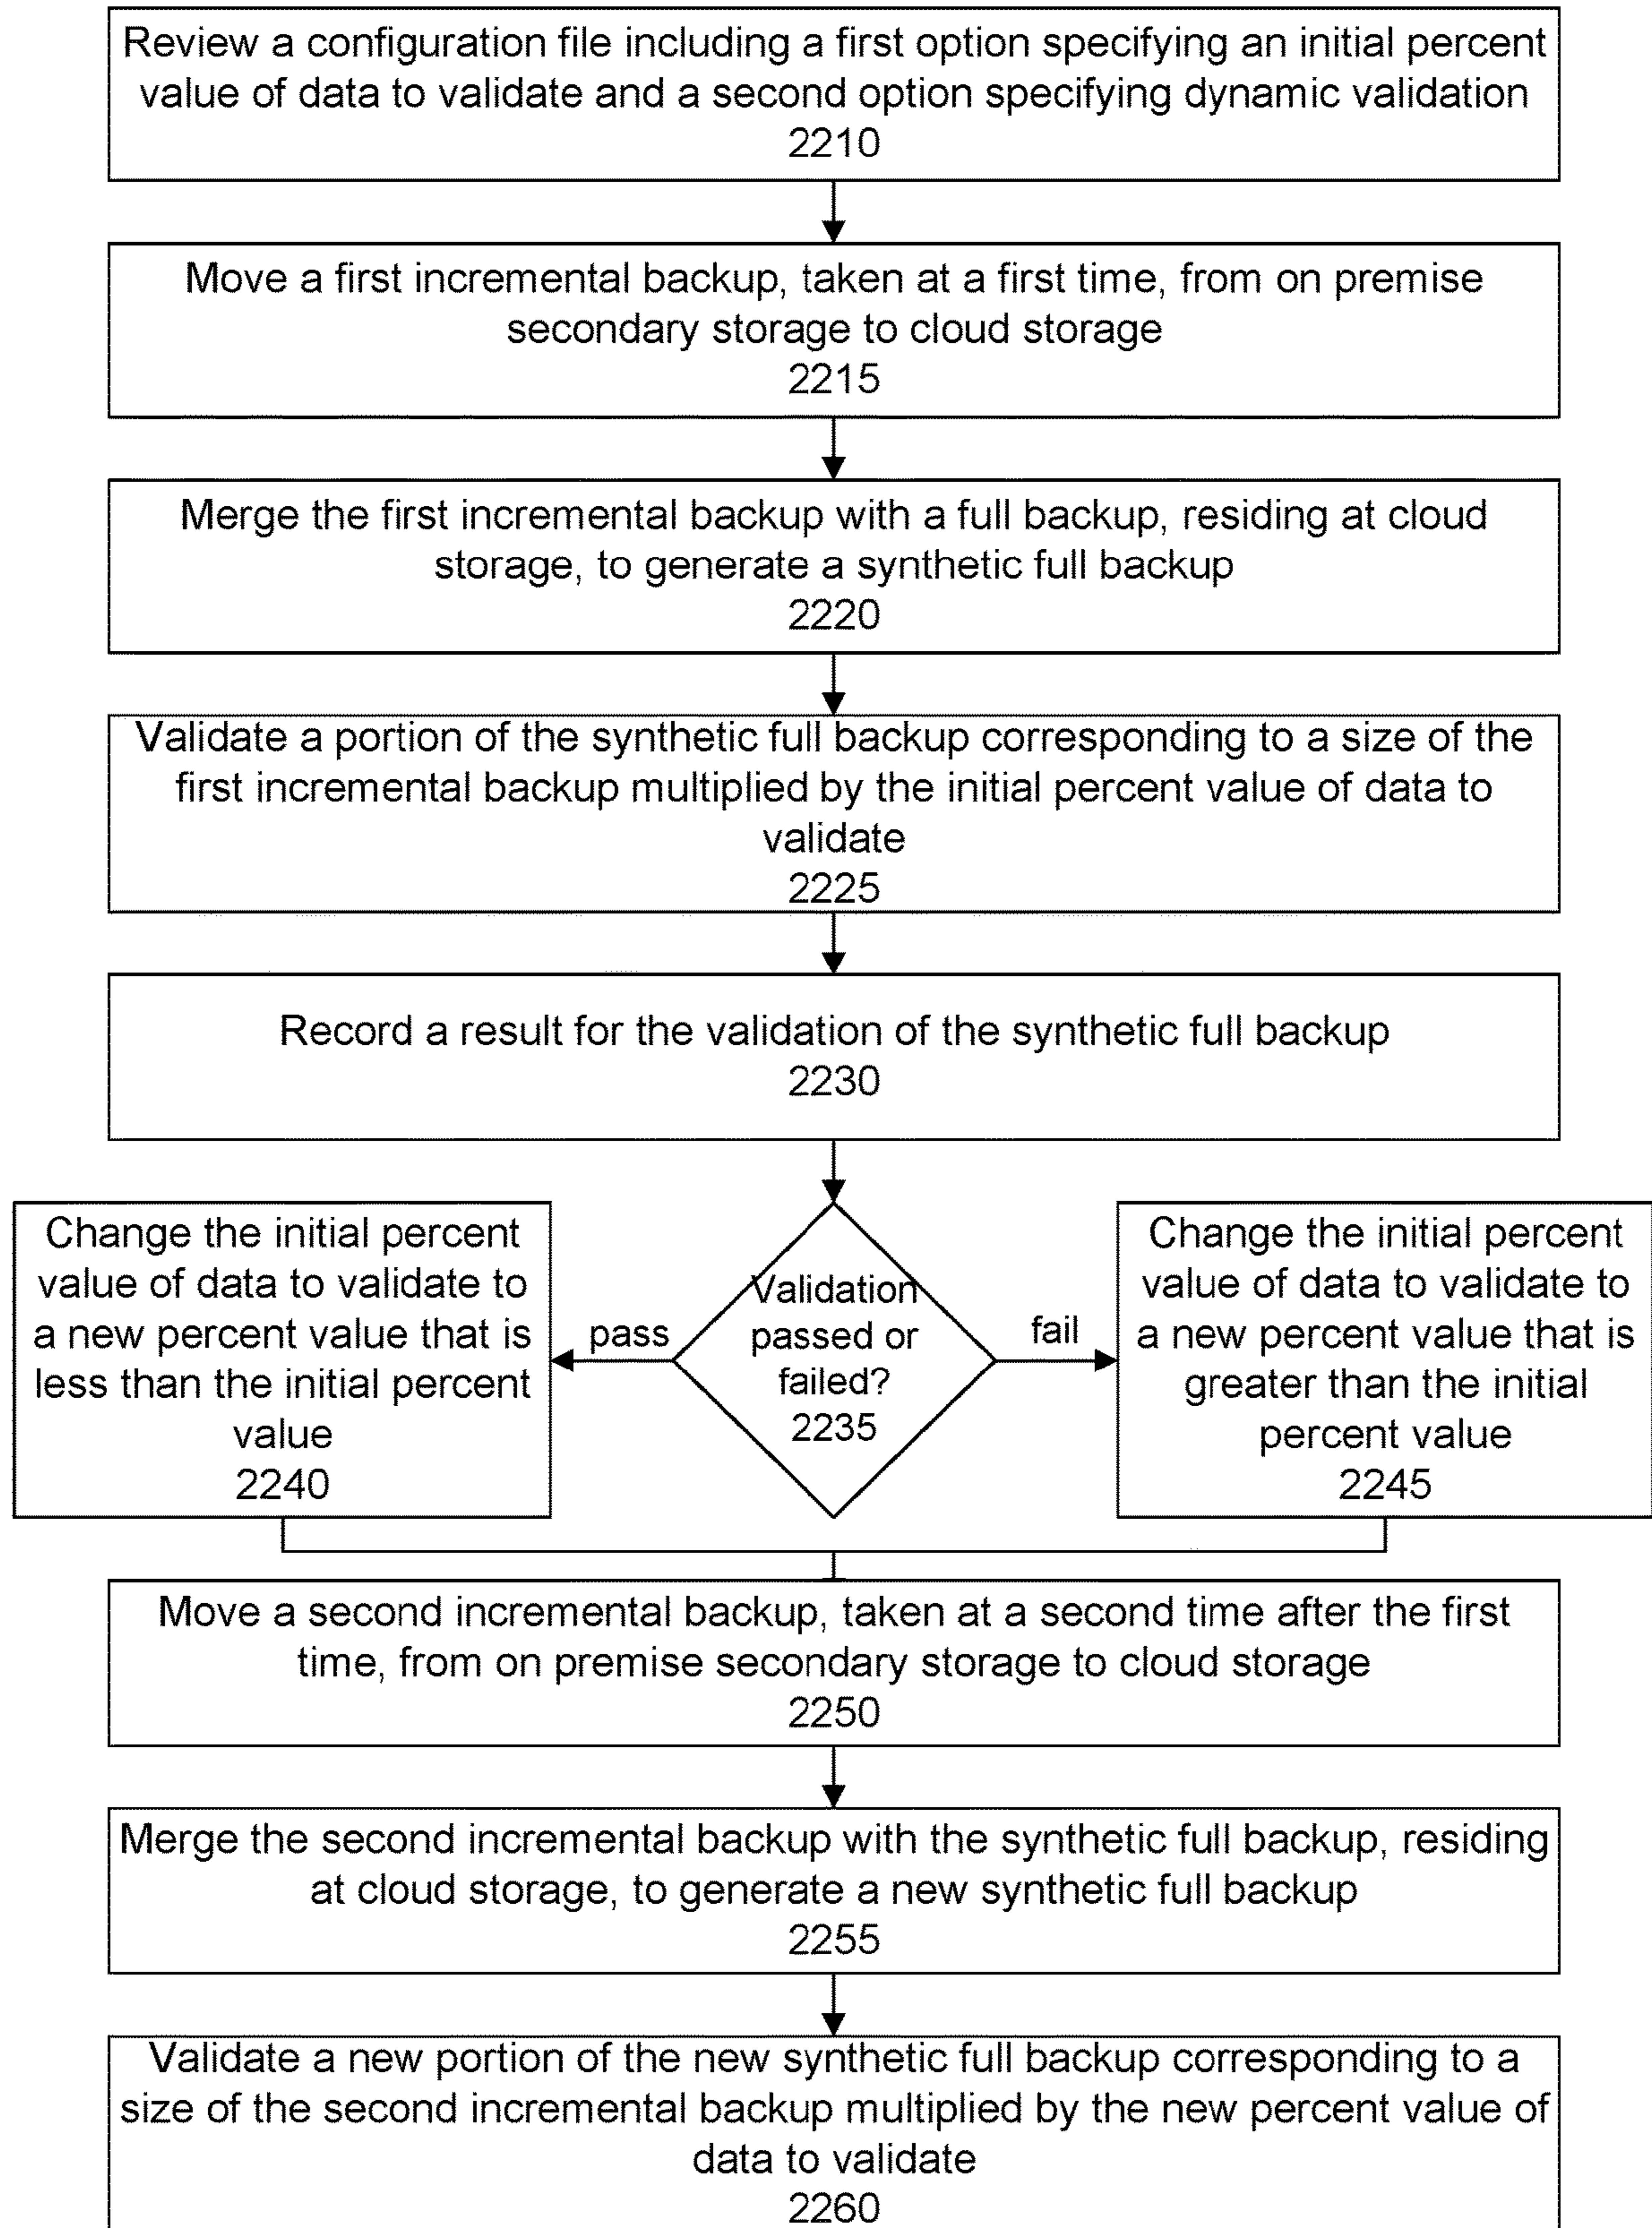 Review a configuration file including a first option specifying an initial percent
value of data to validate and a second option specifying dynamic validation
2210
Move a first incremental backup, taken at a first time, from on premise
secondary storage to cloud storage
2215
Merge the first incremental backup with a full backup, residing at cloud
storage, to generate a synthetic full backup
2220
Validate a portion of the synthetic full backup corresponding to a size of the
first incremental backup multiplied by the initial percent value of data to
validate
2225
Record a result for the validation of the synthetic full backup
2230
Change the initial percent
value of data to validate to
a new percent value that is
less than the initial percent
value
2240
pass
Validation
passed or
failed?
2235
fail
Change the initial percent
value of data to validate to
a new percent value that is
greater than the initial
percent value
2245
Move a second incremental backup, taken at a second time after the first
time, from on premise secondary storage to cloud storage
2250
Merge the second incremental backup with the synthetic full backup, residing
at cloud storage, to generate a new synthetic full backup
2255
Validate a new portion of the new synthetic full backup corresponding to a
size of the second incremental backup multiplied by the new percent value of
data to validate
2260